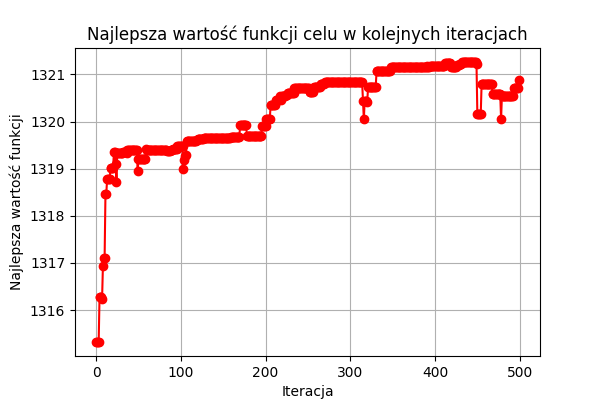 Najlepsza wartość funkcji celu w kolejnych iteracjach
Najlepsza wartość funkcji
1321
1320
1319
1318
1317
1316
0 100 200 300 400 500
Iteracja